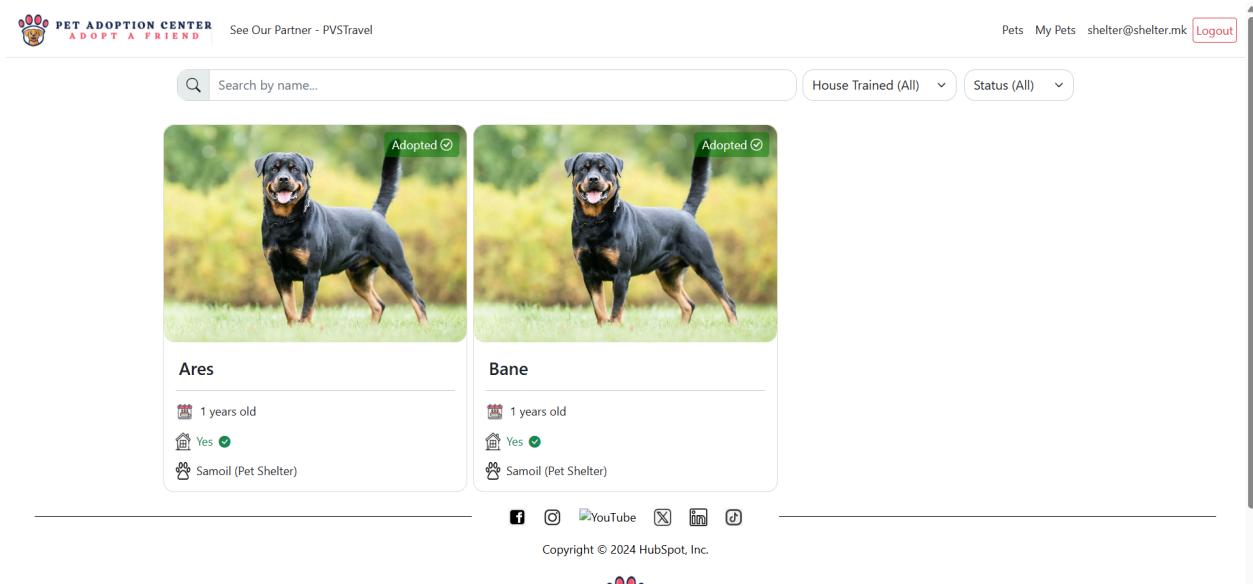 PET ADOPTION CENTER
ADOPT A FRIEND
See Our Partner - PVSTravel
Pets
My Pets
shelter@shelter.mk
Logout
Search by name...
House Trained (All)
Status (All)
Adopted
Adopted
Ares
1 years old
Yes
Samoil (Pet Shelter)
Bane
1 years old
Yes
Samoil (Pet Shelter)
YouTube
Copyright © 2024 HubSpot, Inc.